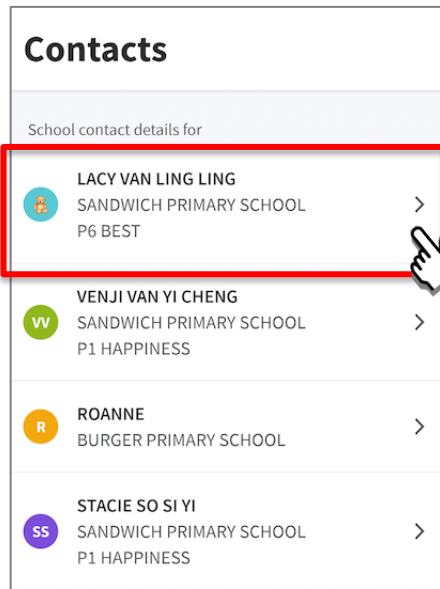 Contacts
School contact details for
LACY VAN LING LING
SANDWICH PRIMARY SCHOOL
P6 BEST
VENJI VAN YI CHENG
VV
SANDWICH PRIMARY SCHOOL
P1 HAPPINESS
ROANNE
R
BURGER PRIMARY SCHOOL
STACIE SO SI YI
SS
SANDWICH PRIMARY SCHOOL
P1 HAPPINESS